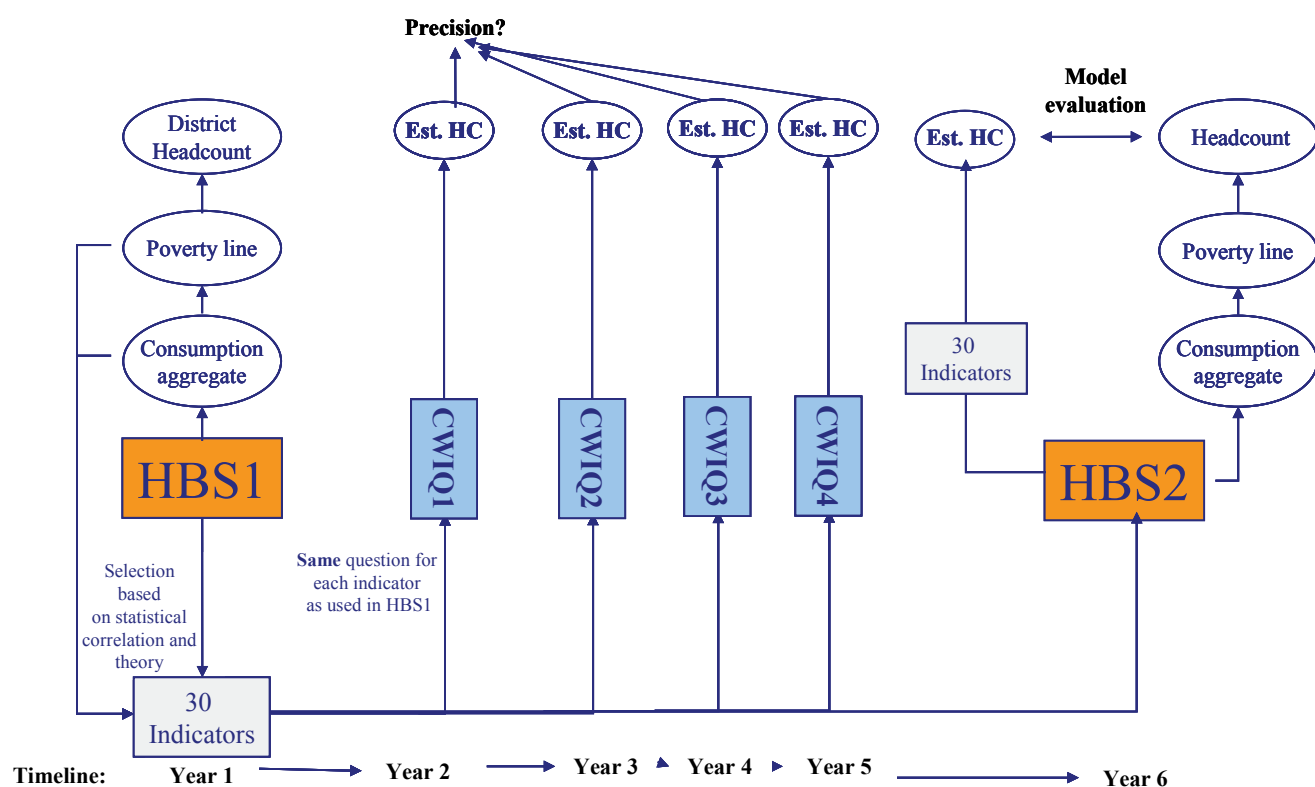 Precision?
District
Headcount
Poverty line
Consumption
aggregate
HBS1
Selection
based
on statistical
correlation and
theory
30
Indicators
Est. HC
CWIQ1
Same question for
each indicator
as used in HBS1
Est. HC
CWIQ2
Est. HC
CWIQ3
Est. HC
CWIQ4
Est. HC
30
Indicators
Model
evaluation
Headcount
Poverty line
Consumption
aggregate
HBS2
Timeline: Year 1 Year 2 Year 3 Year 4 Year 5 Year 6